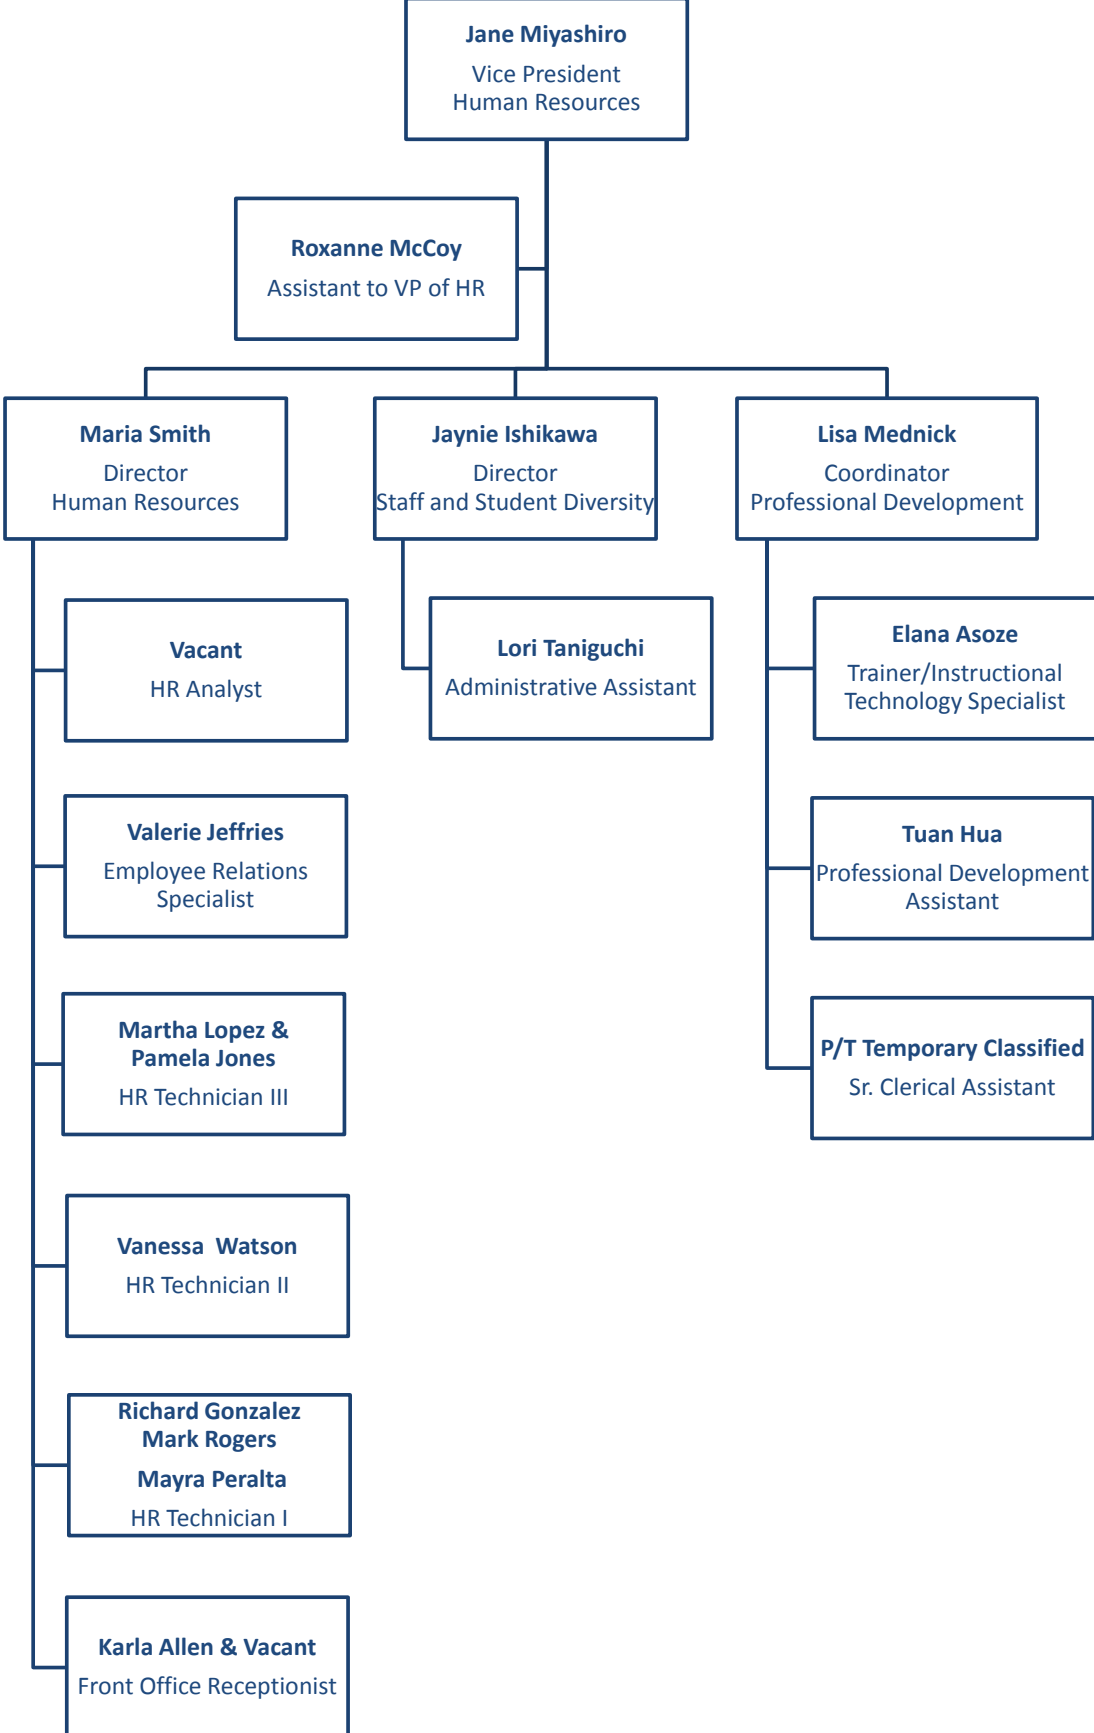 Jane Miyashiro
Vice President
Human Resources
Roxanne McCoy
Assistant to VP of HR
Maria Smith
Director
Human Resources
Jaynie Ishikawa
Director
Staff and Student Diversity
Lisa Mednick
Coordinator
Professional Development
Vacant
HR Analyst
Valerie Jeffries
Employee Relations
Specialist
Martha Lopez &
Pamela Jones
HR Technician III
Vanessa  Watson
HR Technician II
Richard Gonzalez
Mark Rogers
Mayra Peralta
HR Technician I
Karla Allen & Vacant
Front Office Receptionist
Lori Taniguchi
Administrative Assistant
Elana Asoze
Trainer/Instructional
Technology Specialist
Tuan Hua
Professional Development
Assistant
P/T Temporary Classified
Sr. Clerical Assistant